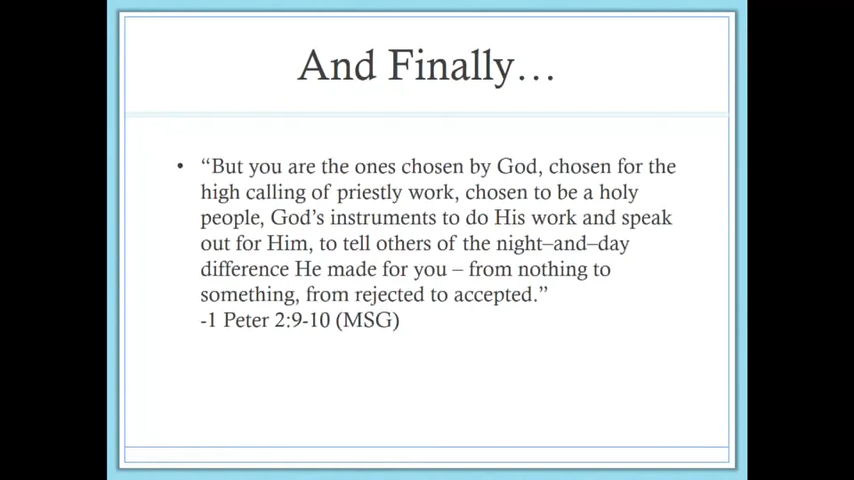 And Finally…
• “But you are the ones chosen by God, chosen for the
high calling of priestly work, chosen to be a holy
people, God’s instruments to do His work and speak
out for Him, to tell others of the night–and–day
difference He made for you – from nothing to
something, from rejected to accepted.”
-1 Peter 2:9-10 (MSG)